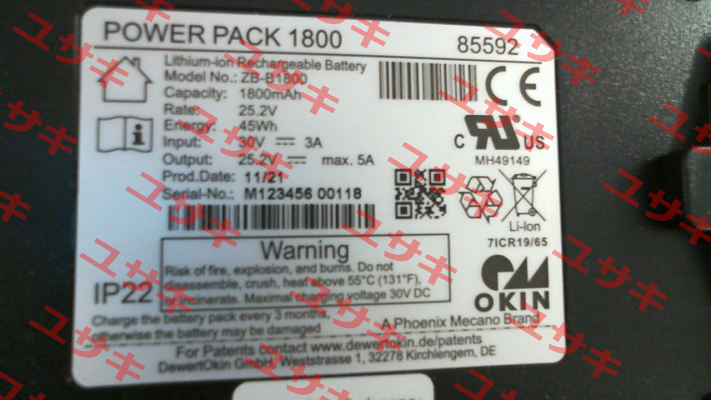 POWER PACK 1800
85592
Lithium-ion Rechargeable Battery
Model No.: ZB-B1800
Capacity: 1800mAh
Rate: 25.2V
Energy: 45Wh
Input: 30V 3A
Output: 25.2V max. 5A
Prod.Date: 11/21
Serial-No.: M123456 00118
CE
C RU US
MH49149
Li-Ion
7ICR19/65
Warning
Risk of fire, explosion, and burns. Do not
disassemble, crush, heat above 55°C (131°F),
incinerate. Maximal charging voltage 30V DC
IP22
OKIN
A Phoenix Mecano Brand
Charge the battery pack every 3 months,
otherwise the battery may be damaged
For Patents contact www.dewertokin.de/patents
DewertOkin GmbH, Weststrasse 1, 32278 Kirchlengern, DE
ユサキ